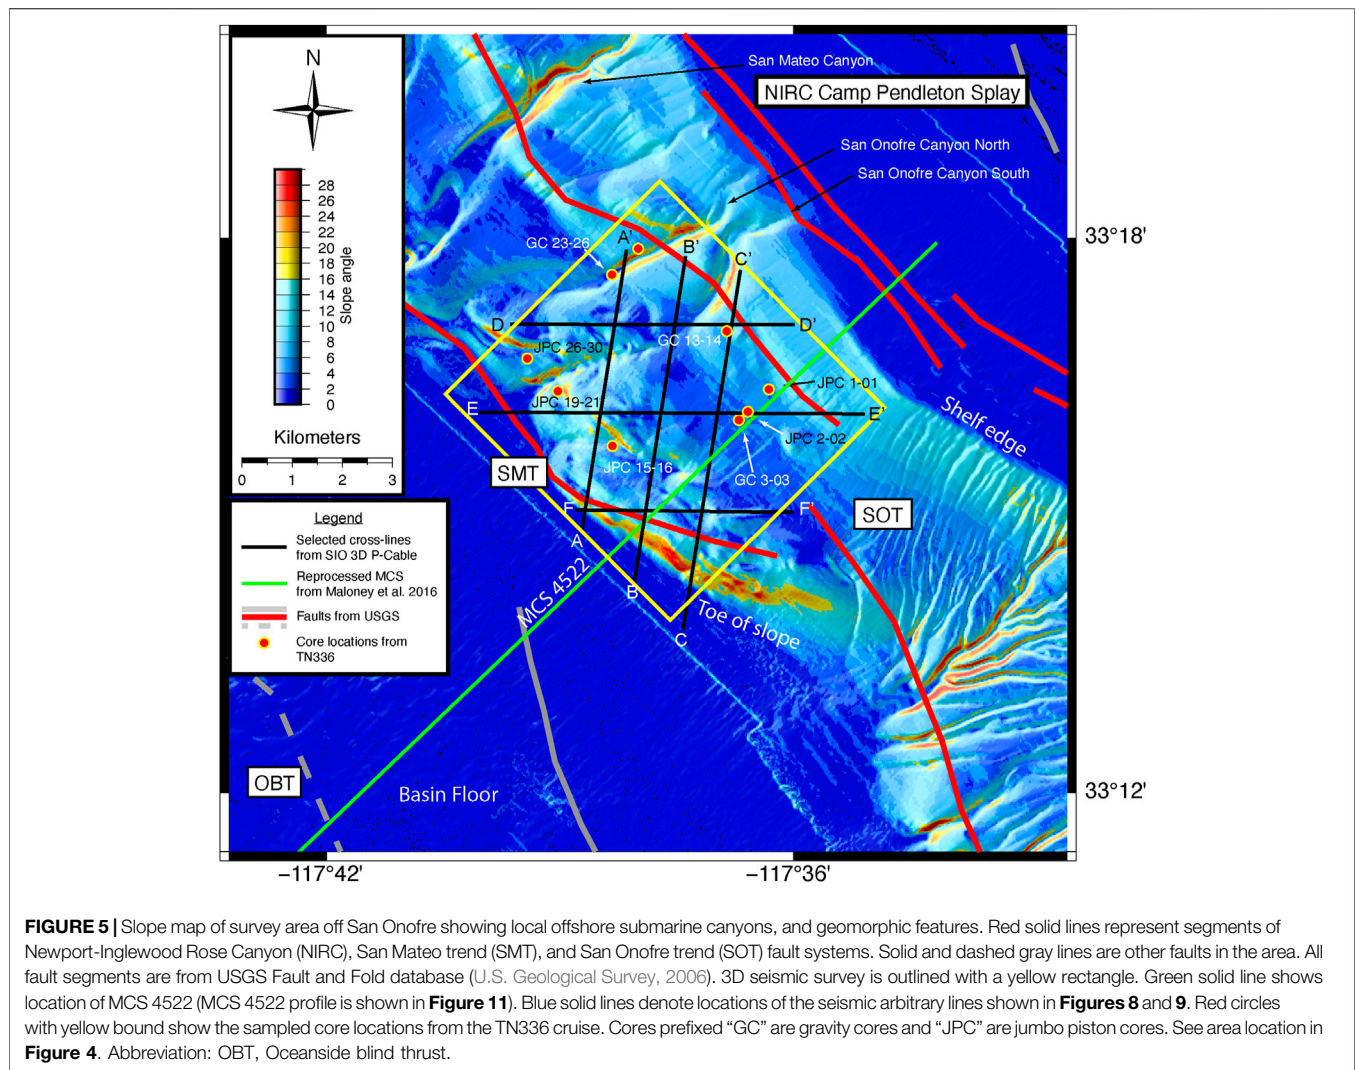 San Mateo Canyon
NIRC Camp Pendleton Splay
San Onofre Canyon North
San Onofre Canyon South
N
28
26
24
22
20
18
16
14
12
10
8
6
4
2
0
Slope angle
Kilometers
0 1 2 3
Legend
Selected cross-lines
from SIO 3D P-Cable
Reprocessed MCS
from Maloney et al. 2016
Faults from USGS
Core locations from
TN336
A'
B'
C'
GC 23-26
D
D'
GC 13-14
JPC 26-30
JPC 1-01
JPC 19-21
E
E'
JPC 2-02
JPC 15-16
GC 3-03
SMT
SOT
F
F'
A
B
C
MCS 4522
Shelf edge
Toe of slope
OBT
Basin Floor
33°18'
33°12'
−117°42'
−117°36'
FIGURE 5 | Slope map of survey area off San Onofre showing local offshore submarine canyons, and geomorphic features. Red solid lines represent segments of
Newport-Inglewood Rose Canyon (NIRC), San Mateo trend (SMT), and San Onofre trend (SOT) fault systems. Solid and dashed gray lines are other faults in the area. All
fault segments are from USGS Fault and Fold database (U.S. Geological Survey, 2006). 3D seismic survey is outlined with a yellow rectangle. Green solid line shows
location of MCS 4522 (MCS 4522 profile is shown in Figure 11). Blue solid lines denote locations of the seismic arbitrary lines shown in Figures 8 and 9. Red circles
with yellow bound show the sampled core locations from the TN336 cruise. Cores prefixed “GC” are gravity cores and “JPC” are jumbo piston cores. See area location in
Figure 4. Abbreviation: OBT, Oceanside blind thrust.